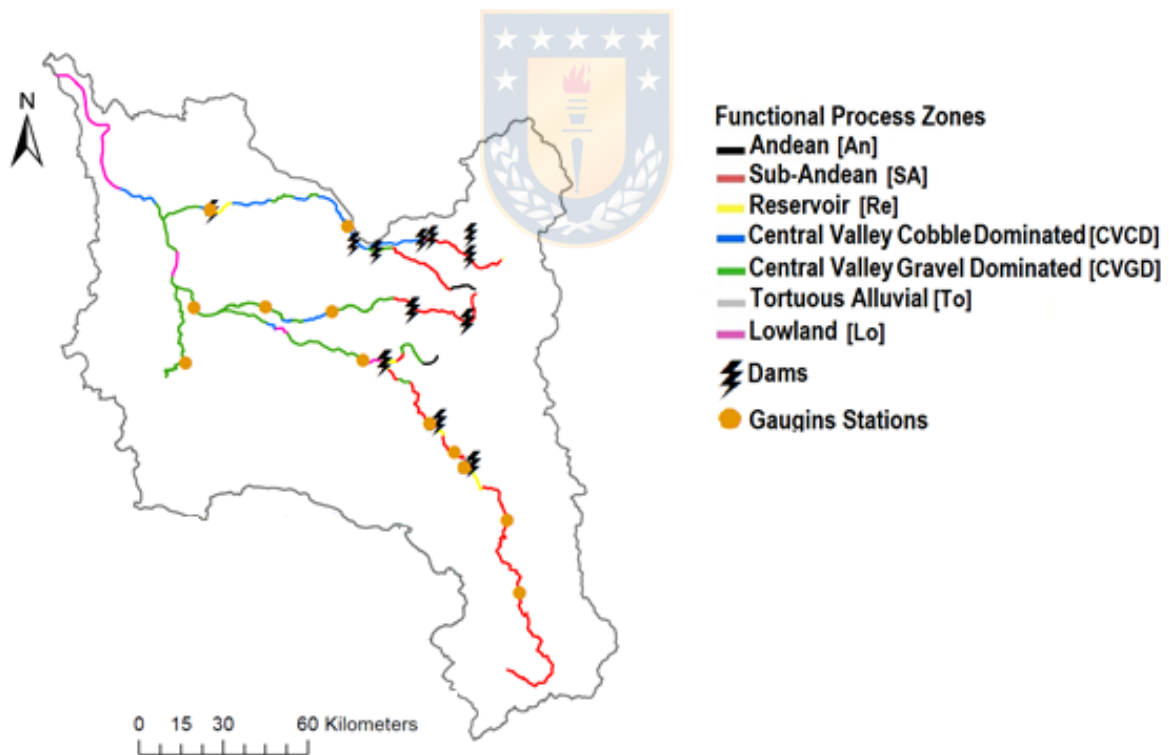 N
Functional Process Zones
Andean [An]
Sub-Andean [SA]
Reservoir [Re]
Central Valley Cobble Dominated [CVCD]
Central Valley Gravel Dominated [CVGD]
Tortuous Alluvial [To]
Lowland [Lo]
Dams
Gaugins Stations
0 15 30 60 Kilometers